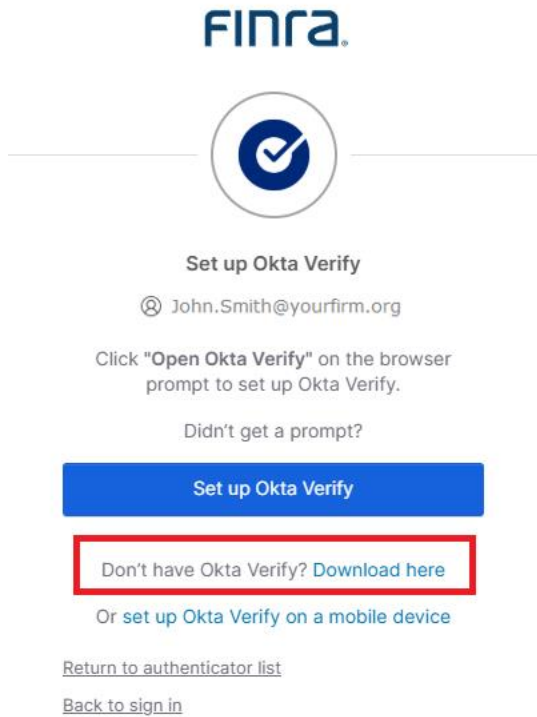 FINra.
Set up Okta Verify
John.Smith@yourfirm.org
Click "Open Okta Verify" on the browser
prompt to set up Okta Verify.
Didn't get a prompt?
Set up Okta Verify
Don't have Okta Verify? Download here
Or set up Okta Verify on a mobile device
Return to authenticator list
Back to sign in